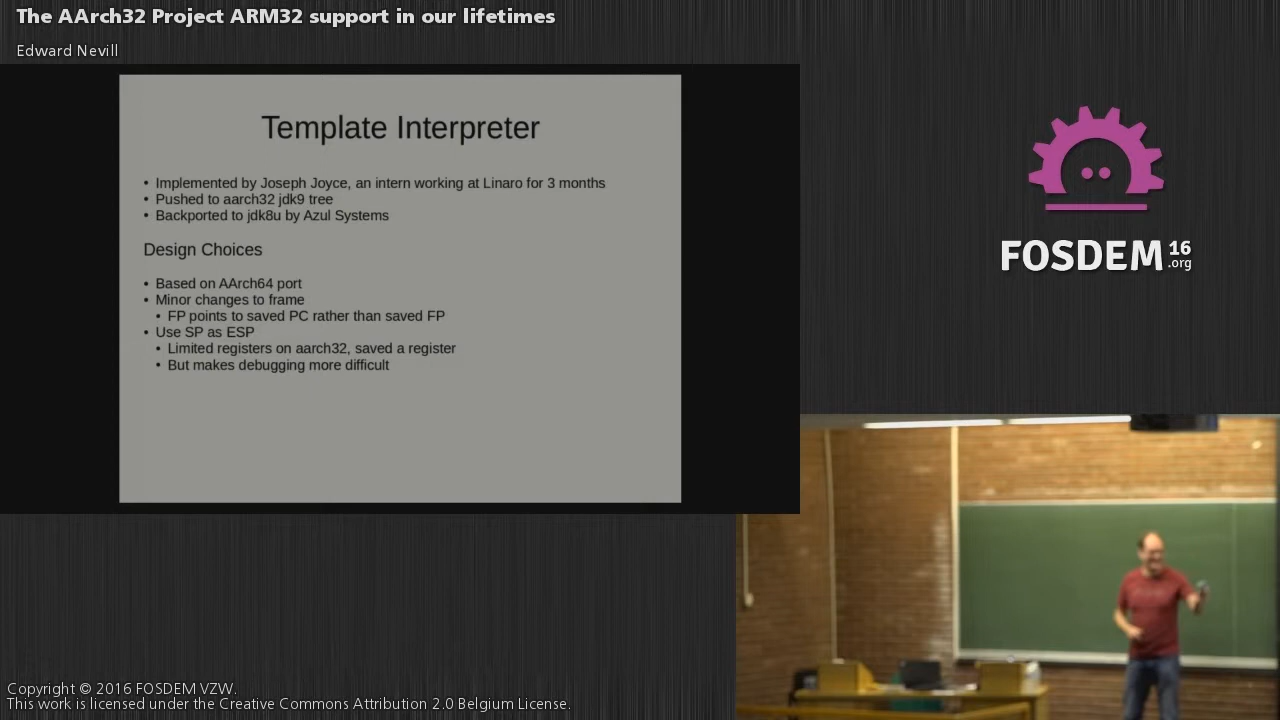 The AArch32 Project ARM32 support in our lifetimes
Edward Nevill
Template Interpreter
• Implemented by Joseph Joyce, an intern working at Linaro for 3 months
• Pushed to aarch32 jdk9 tree
• Backported to jdk8u by Azul Systems
Design Choices
• Based on AArch64 port
• Minor changes to frame
• FP points to saved PC rather than saved FP
• Use SP as ESP
• Limited registers on aarch32, saved a register
• But makes debugging more difficult
FOSDEM 16
.org
Copyright © 2016 FOSDEM VZW.
This work is licensed under the Creative Commons Attribution 2.0 Belgium License.